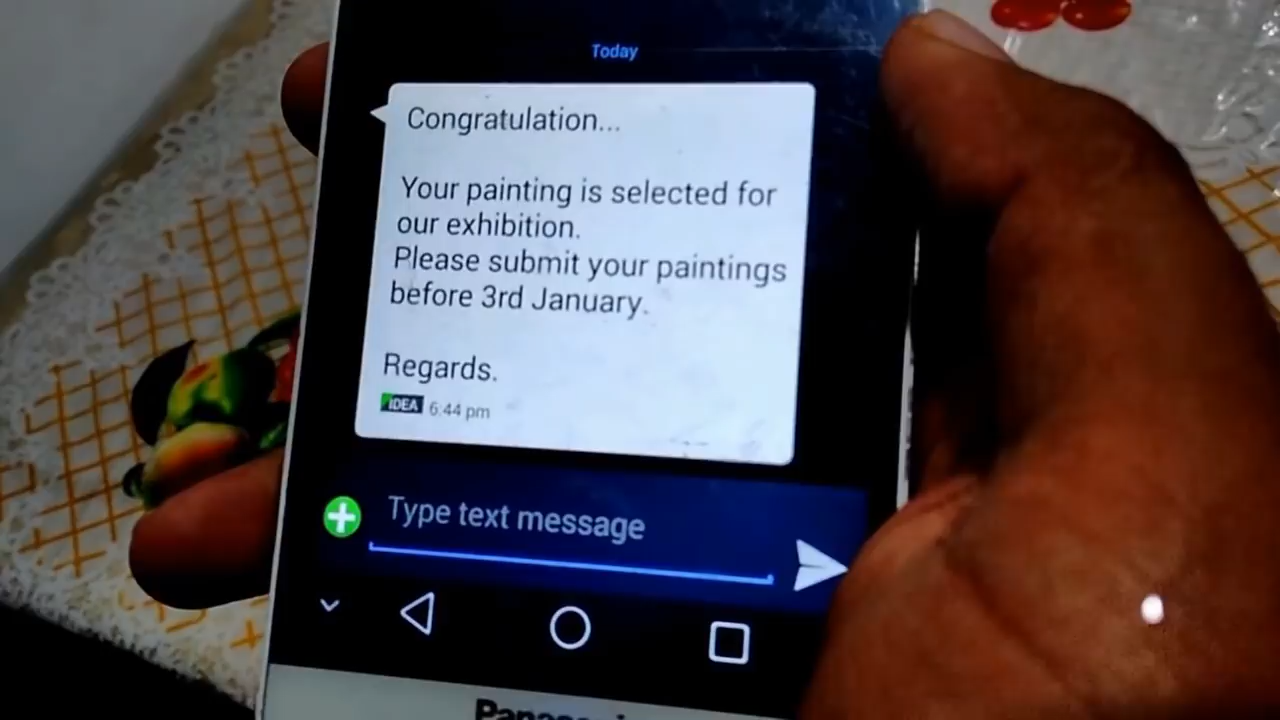 Today
Congratulation...
Your painting is selected for
our exhibition.
Please submit your paintings
before 3rd January.
Regards.
IDEA 6:44 pm
Type text message